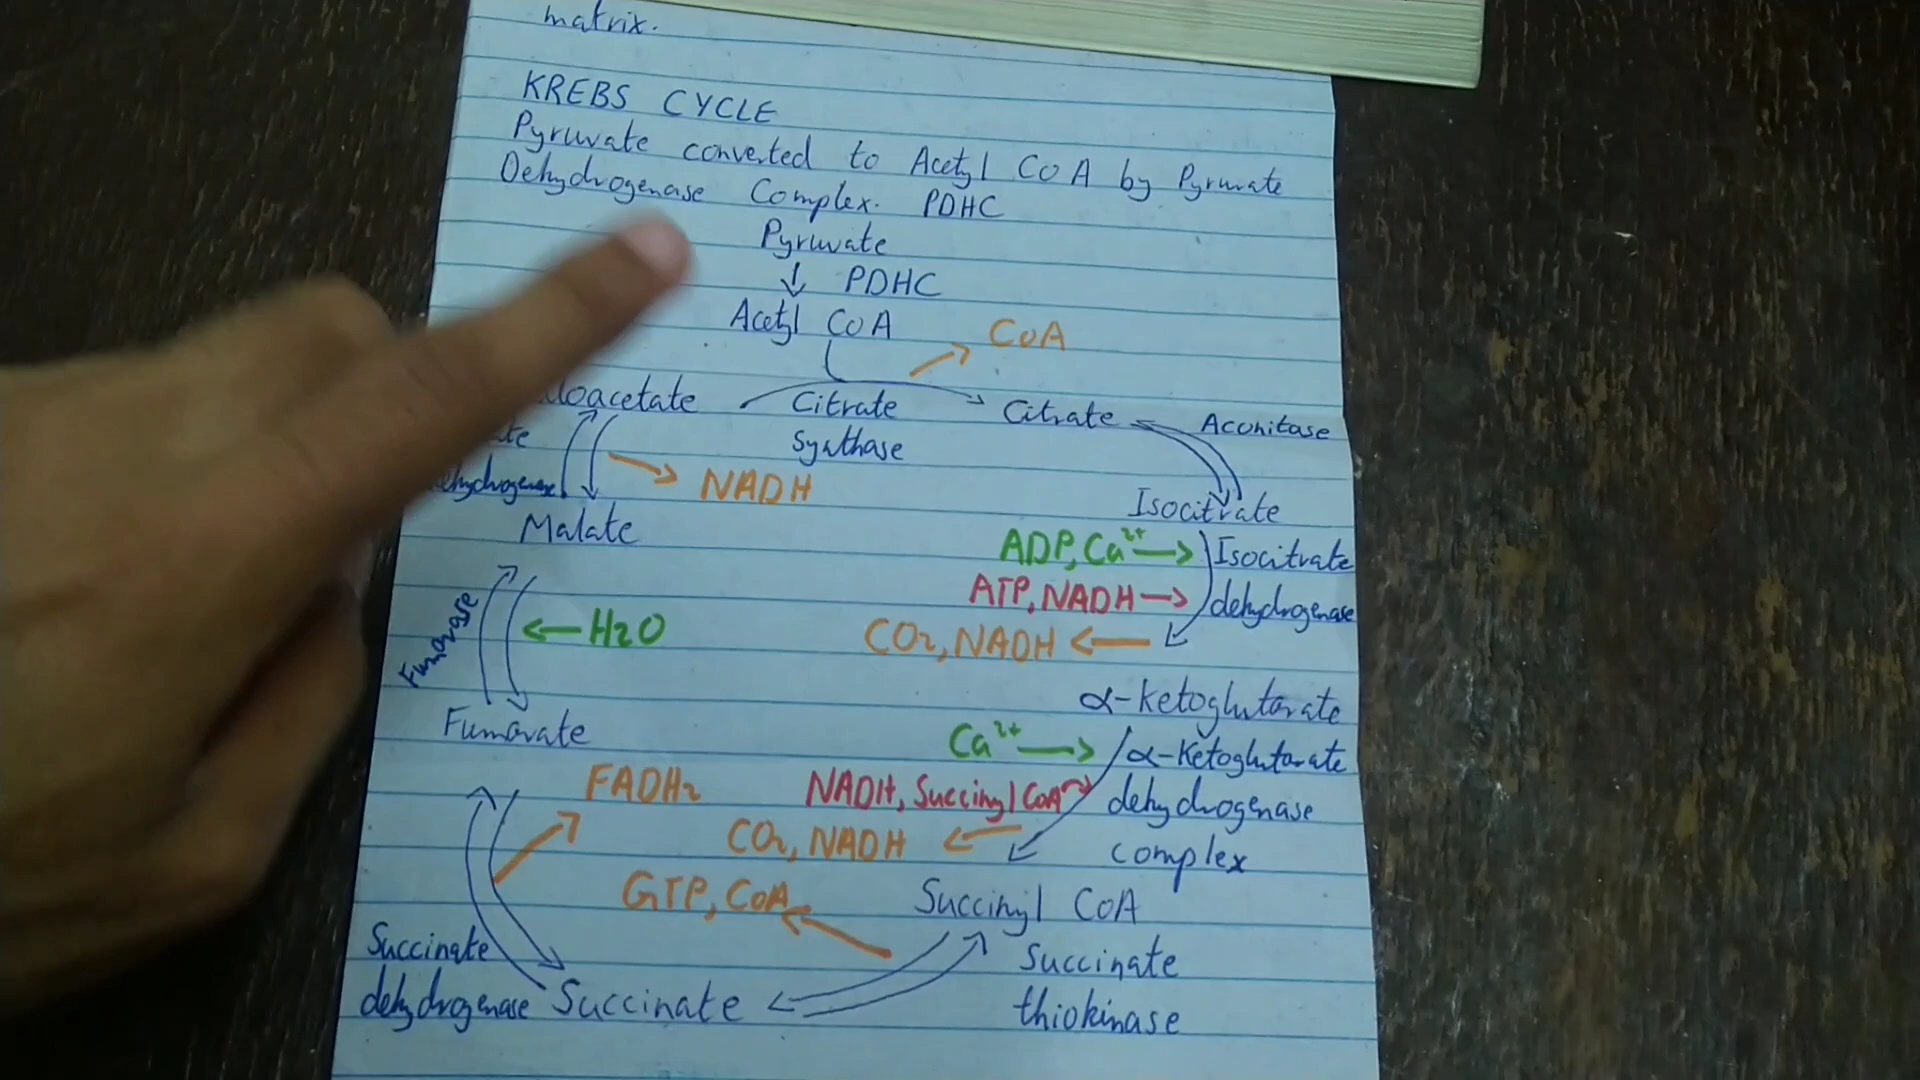 matrix.
KREBS CYCLE
Pyruvate converted to Acetyl CoA by Pyruvate
Dehydrogenase Complex. PDHC
Pyruvate
↓ PDHC
Acetyl CoA
CoA
loacetate
Citrate
Synthase
Citrate
Aconitase
hydrogenase
NADH
Malate
Isocitrate
ADP, Ca²⁺ →
Isocitrate
ATP, NADH →
dehydrogenase
CO₂, NADH ←
Fumarase
← H₂O
Fumarate
α-ketoglutarate
Ca²⁺ →
α-Ketoglutarate
FADH₂
NADH, Succinyl CoA
dehydrogenase
CO₂, NADH
complex
GTP, CoA
Succinyl CoA
Succinate
dehydrogenase
Succinate
Succinate
thiokinase